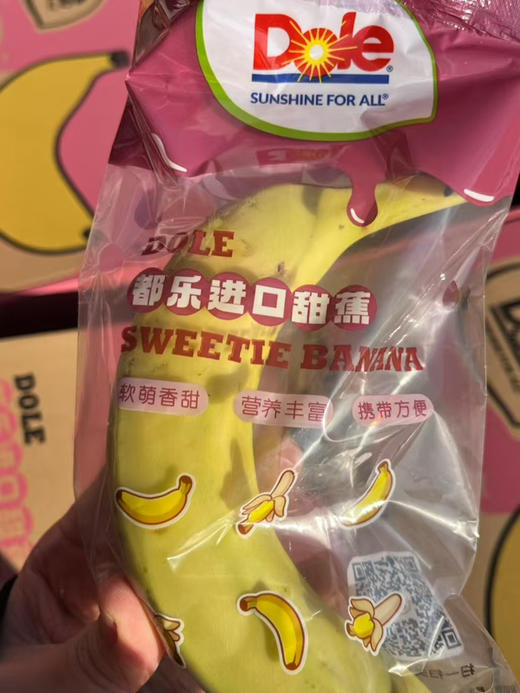 Dole®
SUNSHINE FOR ALL®
DOLE
都乐进口甜蕉
SWEETIE BANANA
软萌香甜 营养丰富 携带方便
DOLE